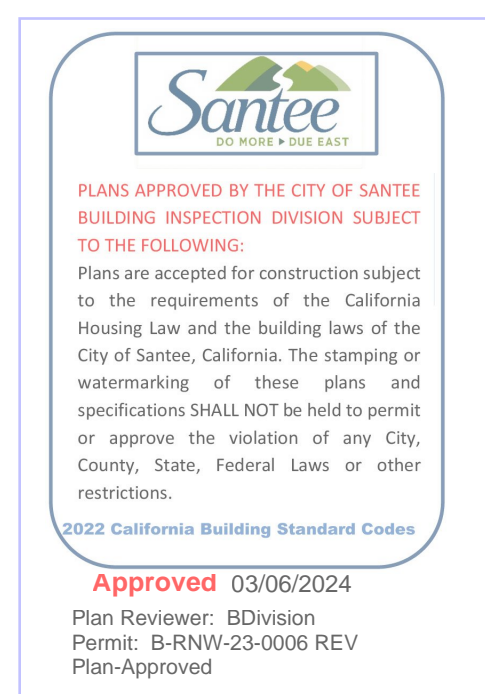 Santee
DO MORE ▶ DUE EAST
PLANS APPROVED BY THE CITY OF SANTEE
BUILDING INSPECTION DIVISION SUBJECT
TO THE FOLLOWING:
Plans are accepted for construction subject
to the requirements of the California
Housing Law and the building laws of the
City of Santee, California. The stamping or
watermarking of these plans and
specifications SHALL NOT be held to permit
or approve the violation of any City,
County, State, Federal Laws or other
restrictions.
2022 California Building Standard Codes
Approved 03/06/2024
Plan Reviewer: BDivision
Permit: B-RNW-23-0006 REV
Plan-Approved